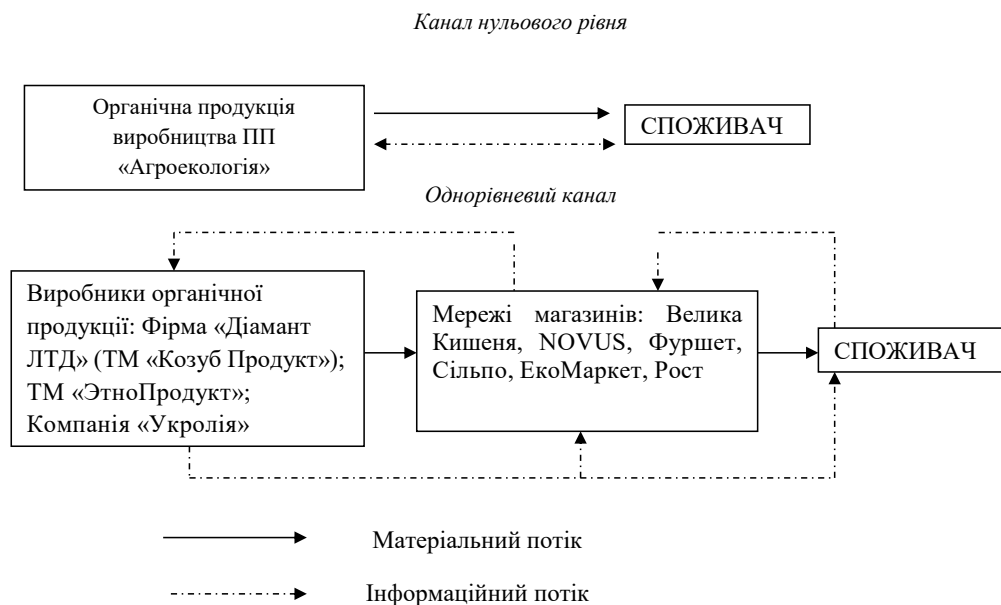 Канал нульового рівня
Органічна продукція
виробництва ПП
«Агроекологія»
СПОЖИВАЧ
Однорівневий канал
Виробники органічної
продукції: Фірма «Діамант
ЛТД» (ТМ «Козуб Продукт»);
ТМ «ЭтноПродукт»;
Компанія «Укролія»
Мережі магазинів: Велика
Кишеня, NOVUS, Фуршет,
Сільпо, ЕкоМаркет, Рост
СПОЖИВАЧ
Матеріальний потік
Інформаційний потік